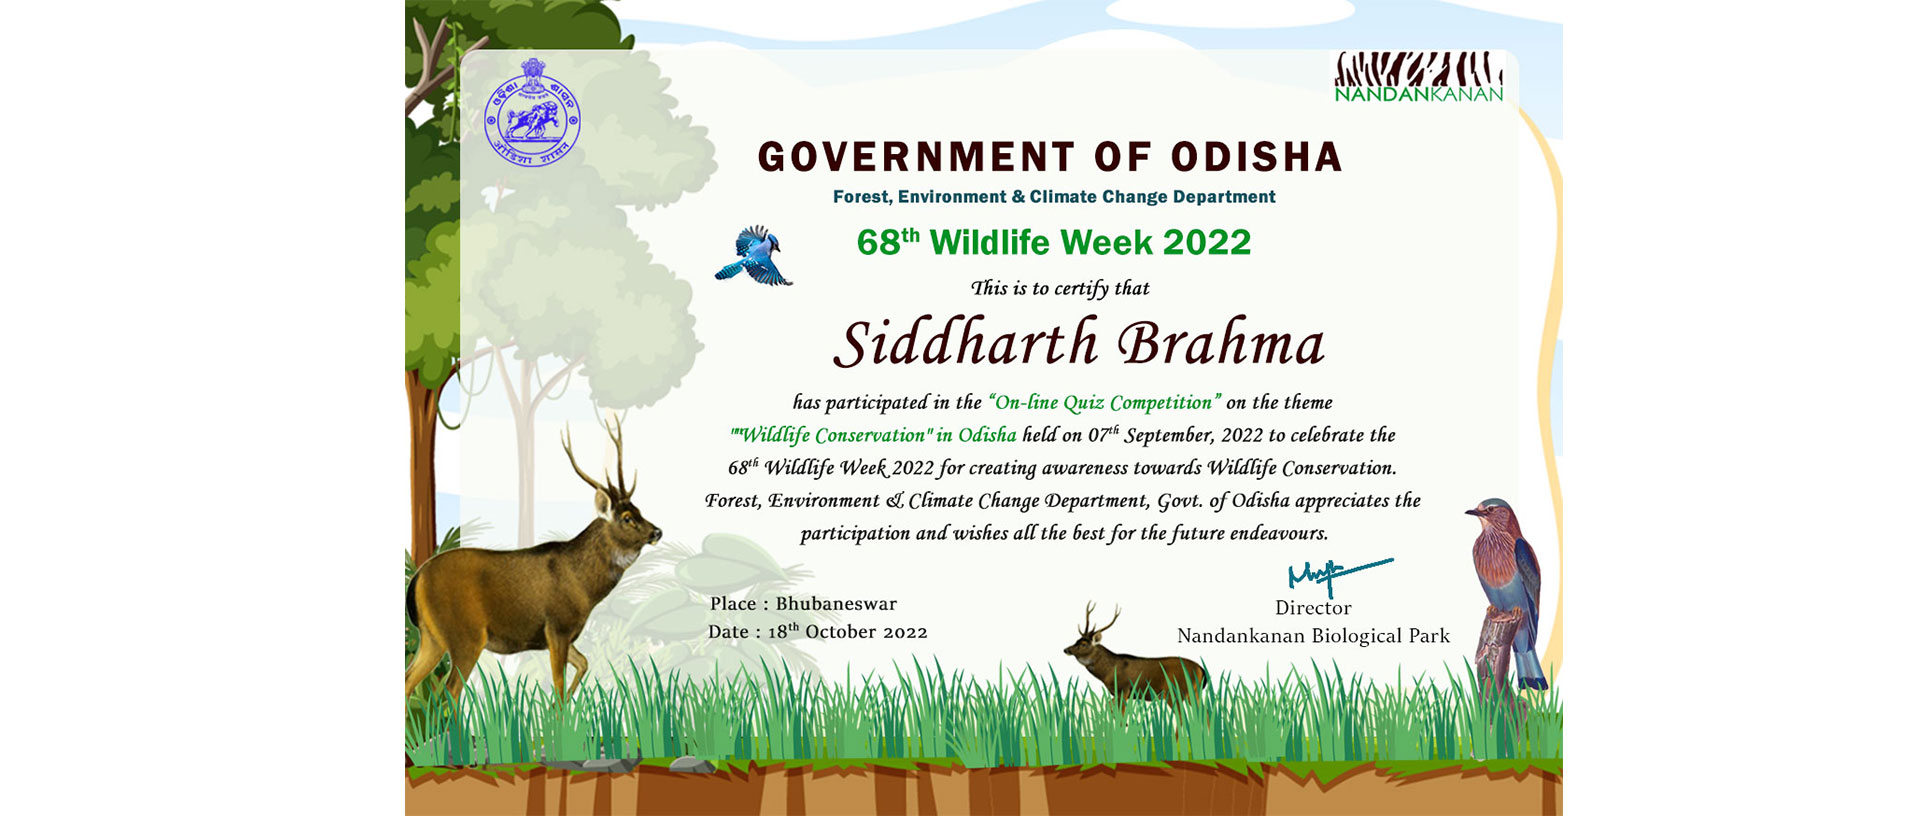 ଓଡ଼ିଶା ଶାସନ
ओडिशा शासन
NANDANKANAN
GOVERNMENT OF ODISHA
Forest, Environment & Climate Change Department
68th Wildlife Week 2022
This is to certify that
Siddharth Brahma
has participated in the “On-line Quiz Competition” on the theme
""Wildlife Conservation" in Odisha held on 07th September, 2022 to celebrate the
68th Wildlife Week 2022 for creating awareness towards Wildlife Conservation.
Forest, Environment & Climate Change Department, Govt. of Odisha appreciates the
participation and wishes all the best for the future endeavours.
Place : Bhubaneswar
Date : 18th October 2022
Director
Nandankanan Biological Park